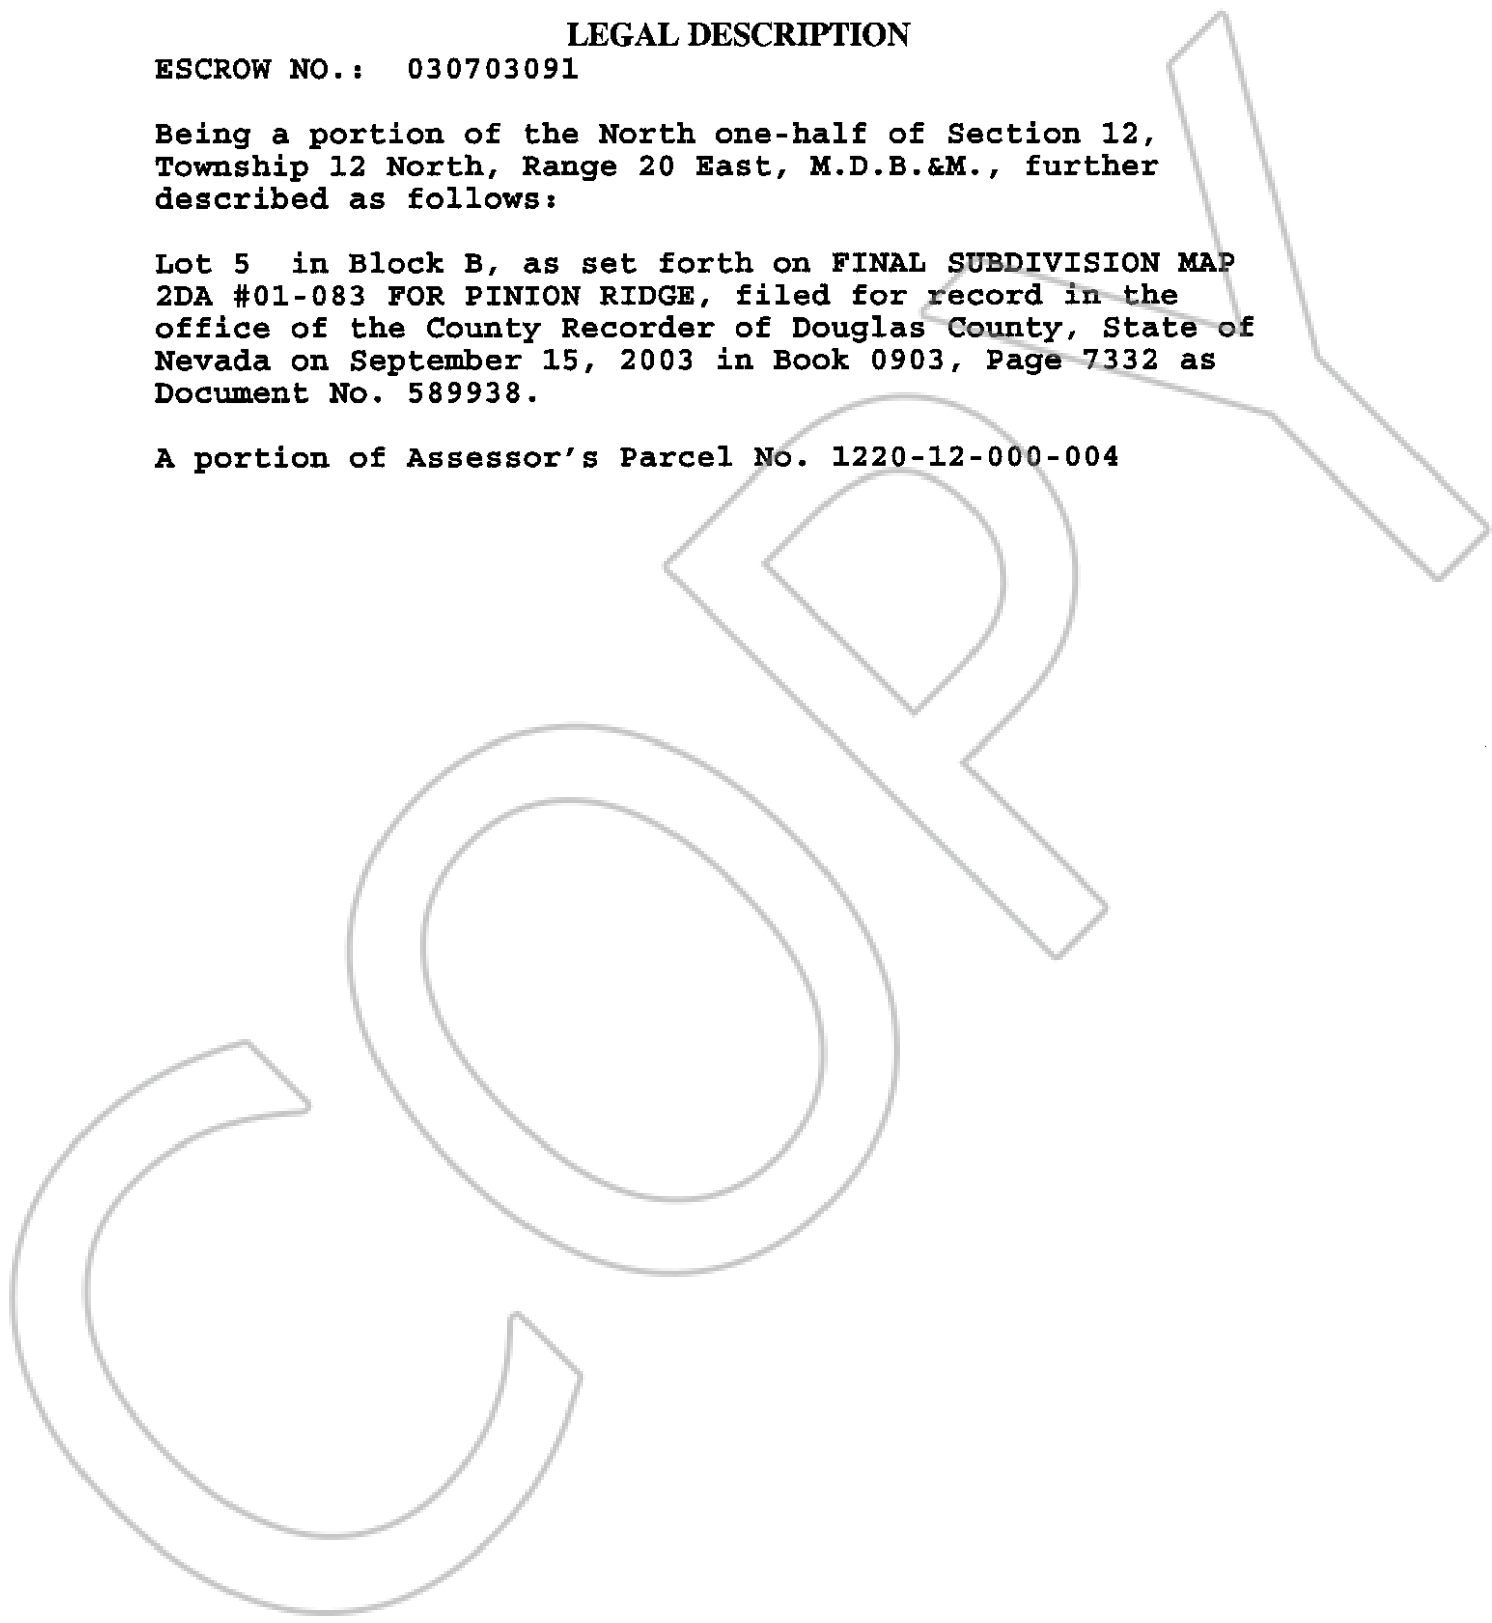 LEGAL DESCRIPTION
ESCROW NO.: 030703091
Being a portion of the North one-half of Section 12,
Township 12 North, Range 20 East, M.D.B.&M., further
described as follows:
Lot 5 in Block B, as set forth on FINAL SUBDIVISION MAP
2DA #01-083 FOR PINION RIDGE, filed for record in the
office of the County Recorder of Douglas County, State of
Nevada on September 15, 2003 in Book 0903, Page 7332 as
Document No. 589938.
A portion of Assessor's Parcel No. 1220-12-000-004
COPY